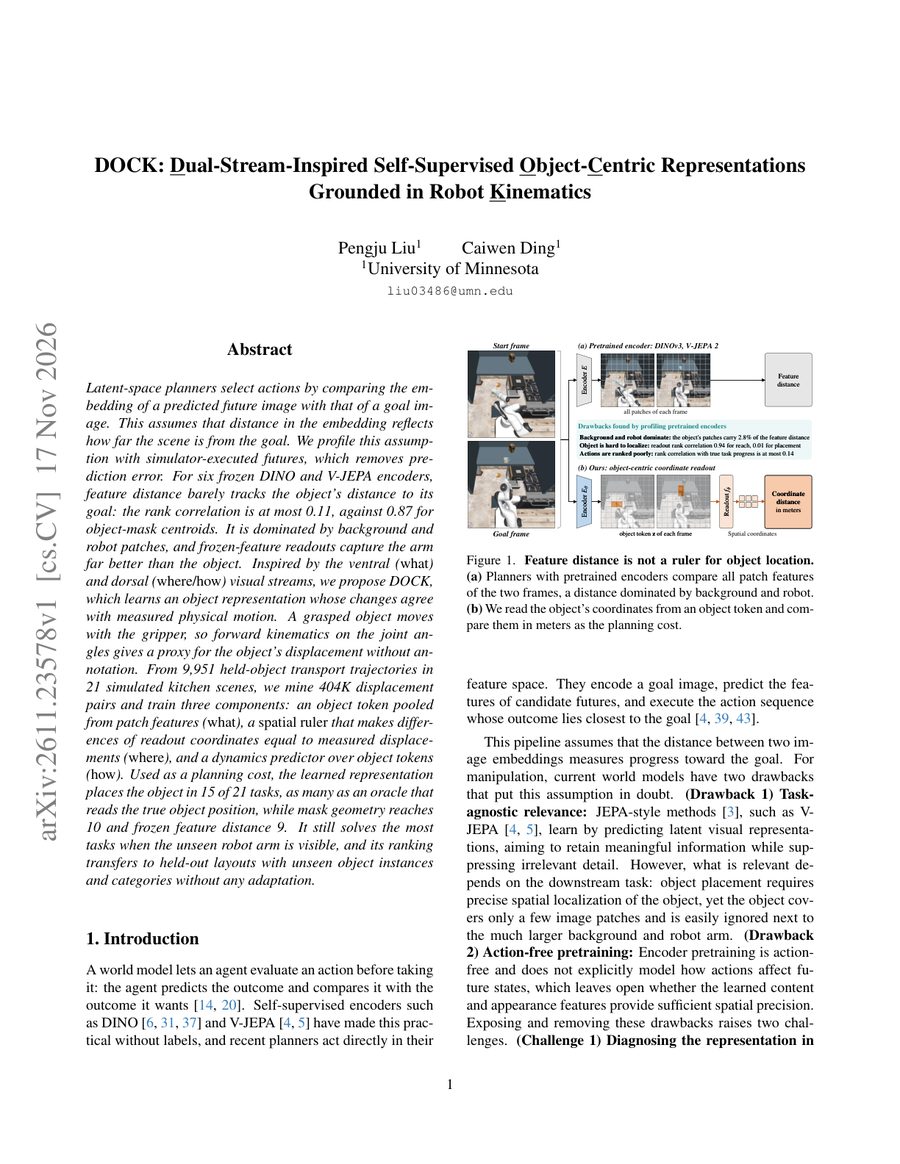 DOCK: Dual-Stream-Inspired Self-Supervised Object-Centric Representations
Grounded in Robot Kinematics
Pengju Liu1 Caiwen Ding1
1University of Minnesota
liu03486@umn.edu
arXiv:2611.23578v1 [cs.CV] 17 Nov 2026
Abstract
Latent-space planners select actions by comparing the em-
bedding of a predicted future image with that of a goal im-
age. This assumes that distance in the embedding reflects
how far the scene is from the goal. We profile this assump-
tion with simulator-executed futures, which removes pre-
diction error. For six frozen DINO and V-JEPA encoders,
feature distance barely tracks the object's distance to its
goal: the rank correlation is at most 0.11, against 0.87 for
object-mask centroids. It is dominated by background and
robot patches, and frozen-feature readouts capture the arm
far better than the object. Inspired by the ventral (what)
and dorsal (where/how) visual streams, we propose DOCK,
which learns an object representation whose changes agree
with measured physical motion. A grasped object moves
with the gripper, so forward kinematics on the joint an-
gles gives a proxy for the object's displacement without an-
notation. From 9,951 held-object transport trajectories in
21 simulated kitchen scenes, we mine 404K displacement
pairs and train three components: an object token pooled
from patch features (what), a spatial ruler that makes differ-
ences of readout coordinates equal to measured displace-
ments (where), and a dynamics predictor over object tokens
(how). Used as a planning cost, the learned representation
places the object in 15 of 21 tasks, as many as an oracle that
reads the true object position, while mask geometry reaches
10 and frozen feature distance 9. It still solves the most
tasks when the unseen robot arm is visible, and its ranking
transfers to held-out layouts with unseen object instances
and categories without any adaptation.
1. Introduction
A world model lets an agent evaluate an action before taking
it: the agent predicts the outcome and compares it with the
outcome it wants [14, 20]. Self-supervised encoders such
as DINO [6, 31, 37] and V-JEPA [4, 5] have made this prac-
tical without labels, and recent planners act directly in their
Start frame
Goal frame
(a) Pretrained encoder: DINOv3, V-JEPA 2
Encoder E
all patches of each frame
Feature
distance
Drawbacks found by profiling pretrained encoders
Background and robot dominate: the object's patches carry 2.8% of the feature distance
Object is hard to localize: readout rank correlation 0.94 for reach, 0.01 for placement
Actions are ranked poorly: rank correlation with true task progress is at most 0.14
(b) Ours: object-centric coordinate readout
object token z of each frame
Spatial coordinates
Coordinate
distance
in meters
Figure 1. Feature distance is not a ruler for object location.
(a) Planners with pretrained encoders compare all patch features
of the two frames, a distance dominated by background and robot.
(b) We read the object's coordinates from an object token and com-
pare them in meters as the planning cost.
feature space. They encode a goal image, predict the fea-
tures of candidate futures, and execute the action sequence
whose outcome lies closest to the goal [4, 39, 43].
This pipeline assumes that the distance between two im-
age embeddings measures progress toward the goal. For
manipulation, current world models have two drawbacks
that put this assumption in doubt. (Drawback 1) Task-
agnostic relevance: JEPA-style methods [3], such as V-
JEPA [4, 5], learn by predicting latent visual representa-
tions, aiming to retain meaningful information while sup-
pressing irrelevant detail. However, what is relevant de-
pends on the downstream task: object placement requires
precise spatial localization of the object, yet the object cov-
ers only a few image patches and is easily ignored next to
the much larger background and robot arm. (Drawback
2) Action-free pretraining: Encoder pretraining is action-
free and does not explicitly model how actions affect fu-
ture states, which leaves open whether the learned content
and appearance features provide sufficient spatial precision.
Exposing and removing these drawbacks raises two chal-
lenges. (Challenge 1) Diagnosing the representation in
1